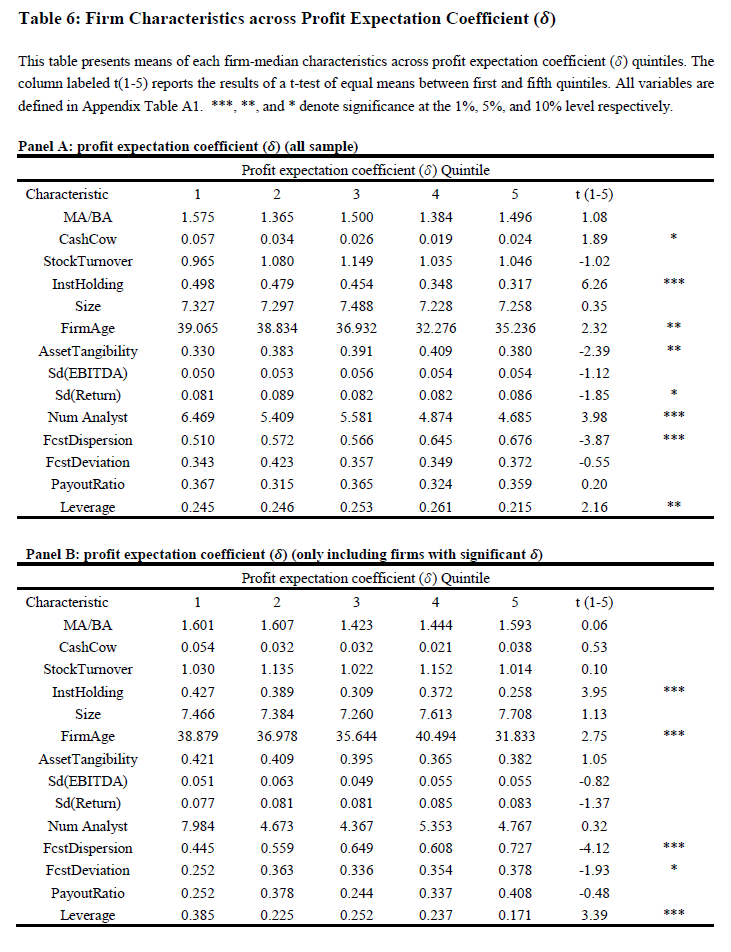 Table 6: Firm Characteristics across Profit Expectation Coefficient (δ)
This table presents means of each firm-median characteristics across profit expectation coefficient (δ) quintiles. The
column labeled t(1-5) reports the results of a t-test of equal means between first and fifth quintiles. All variables are
defined in Appendix Table A1. ***, **, and * denote significance at the 1%, 5%, and 10% level respectively.
Panel A: profit expectation coefficient (δ) (all sample)
Profit expectation coefficient (δ) Quintile
Characteristic 1 2 3 4 5 t (1-5)
MA/BA 1.575 1.365 1.500 1.384 1.496 1.08
CashCow 0.057 0.034 0.026 0.019 0.024 1.89 *
StockTurnover 0.965 1.080 1.149 1.035 1.046 -1.02
InstHolding 0.498 0.479 0.454 0.348 0.317 6.26 ***
Size 7.327 7.297 7.488 7.228 7.258 0.35
FirmAge 39.065 38.834 36.932 32.276 35.236 2.32 **
AssetTangibility 0.330 0.383 0.391 0.409 0.380 -2.39 **
Sd(EBITDA) 0.050 0.053 0.056 0.054 0.054 -1.12
Sd(Return) 0.081 0.089 0.082 0.082 0.086 -1.85 *
Num Analyst 6.469 5.409 5.581 4.874 4.685 3.98 ***
FcstDispersion 0.510 0.572 0.566 0.645 0.676 -3.87 ***
FcstDeviation 0.343 0.423 0.357 0.349 0.372 -0.55
PayoutRatio 0.367 0.315 0.365 0.324 0.359 0.20
Leverage 0.245 0.246 0.253 0.261 0.215 2.16 **
Panel B: profit expectation coefficient (δ) (only including firms with significant δ)
Profit expectation coefficient (δ) Quintile
Characteristic 1 2 3 4 5 t (1-5)
MA/BA 1.601 1.607 1.423 1.444 1.593 0.06
CashCow 0.054 0.032 0.032 0.021 0.038 0.53
StockTurnover 1.030 1.135 1.022 1.152 1.014 0.10
InstHolding 0.427 0.389 0.309 0.372 0.258 3.95 ***
Size 7.466 7.384 7.260 7.613 7.708 1.13
FirmAge 38.879 36.978 35.644 40.494 31.833 2.75 ***
AssetTangibility 0.421 0.409 0.395 0.365 0.382 1.05
Sd(EBITDA) 0.051 0.063 0.049 0.055 0.055 -0.82
Sd(Return) 0.077 0.081 0.081 0.085 0.083 -1.37
Num Analyst 7.984 4.673 4.367 5.353 4.767 0.32
FcstDispersion 0.445 0.559 0.649 0.608 0.727 -4.12 ***
FcstDeviation 0.252 0.363 0.336 0.354 0.378 -1.93 *
PayoutRatio 0.252 0.378 0.244 0.337 0.408 -0.48
Leverage 0.385 0.225 0.252 0.237 0.171 3.39 ***